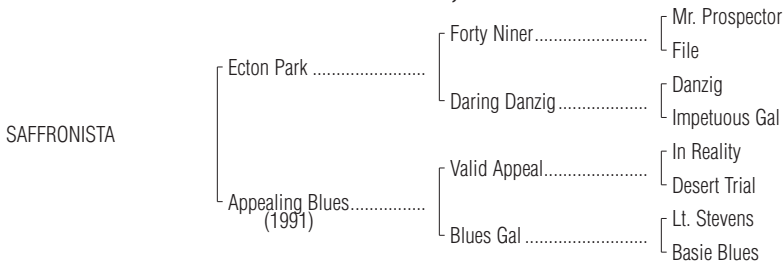 Mr. Prospector
Forty Niner........................
File
Ecton Park ........................
Danzig
Daring Danzig...................
Impetuous Gal
SAFFRONISTA
In Reality
Valid Appeal......................
Desert Trial
Appealing Blues................
(1991)
Lt. Stevens
Blues Gal ..........................
Basie Blues